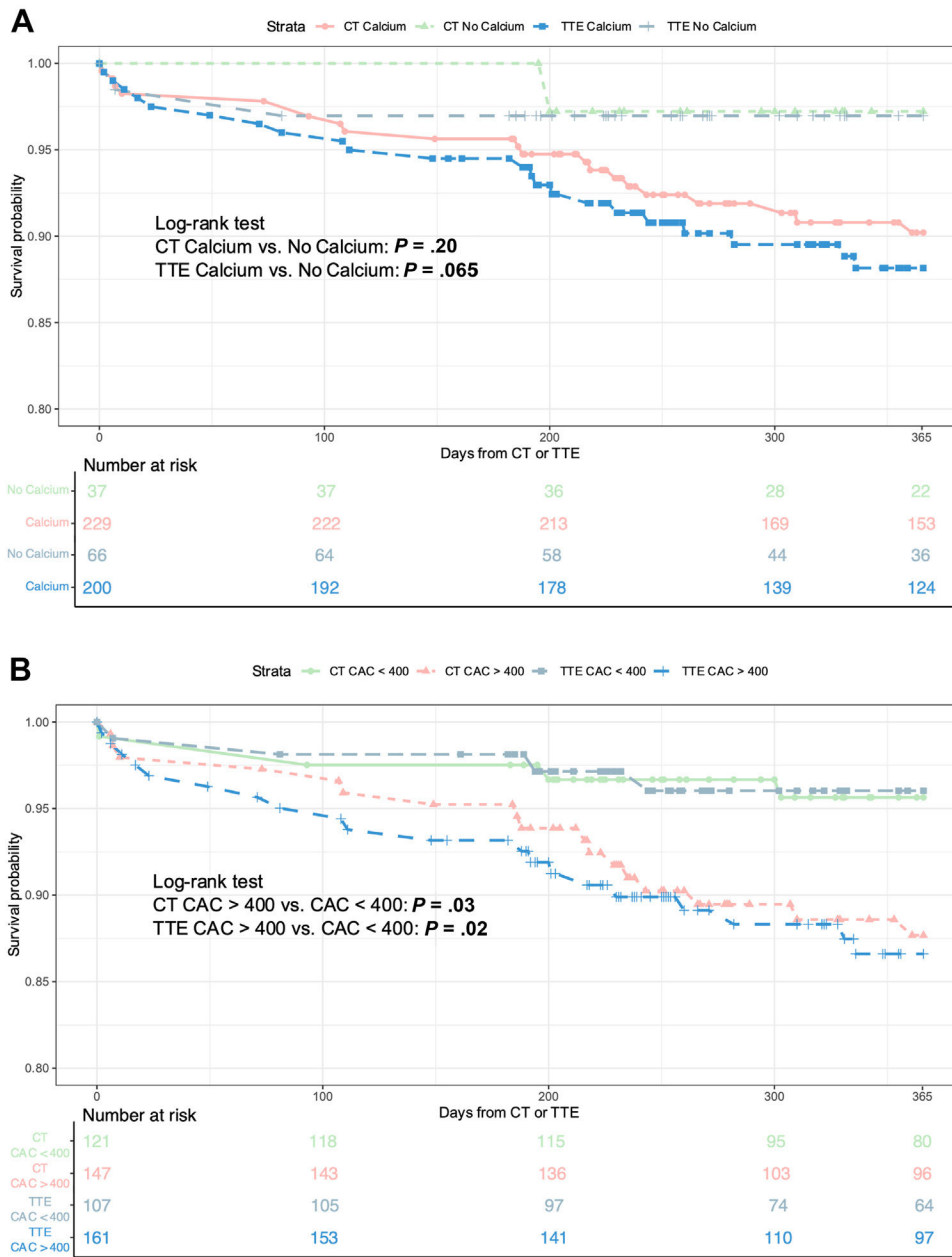 A
Strata CT Calcium CT No Calcium TTE Calcium TTE No Calcium
1.00
0.95
0.90
0.85
0.80
Survival probability
Log-rank test
CT Calcium vs. No Calcium: P = .20
TTE Calcium vs. No Calcium: P = .065
0 100 200 300 365
Days from CT or TTE
Number at risk
No Calcium 37 37 36 28 22
Calcium 229 222 213 169 153
No Calcium 66 64 58 44 36
Calcium 200 192 178 139 124
B
Strata CT CAC < 400 CT CAC > 400 TTE CAC < 400 TTE CAC > 400
1.00
0.95
0.90
0.85
0.80
Survival probability
Log-rank test
CT CAC > 400 vs. CAC < 400: P = .03
TTE CAC > 400 vs. CAC < 400: P = .02
0 100 200 300 365
Days from CT or TTE
Number at risk
CT
CAC <400 121 118 115 95 80
CT
CAC >400 147 143 136 103 96
TTE
CAC <400 107 105 97 74 64
TTE
CAC >400 161 153 141 110 97